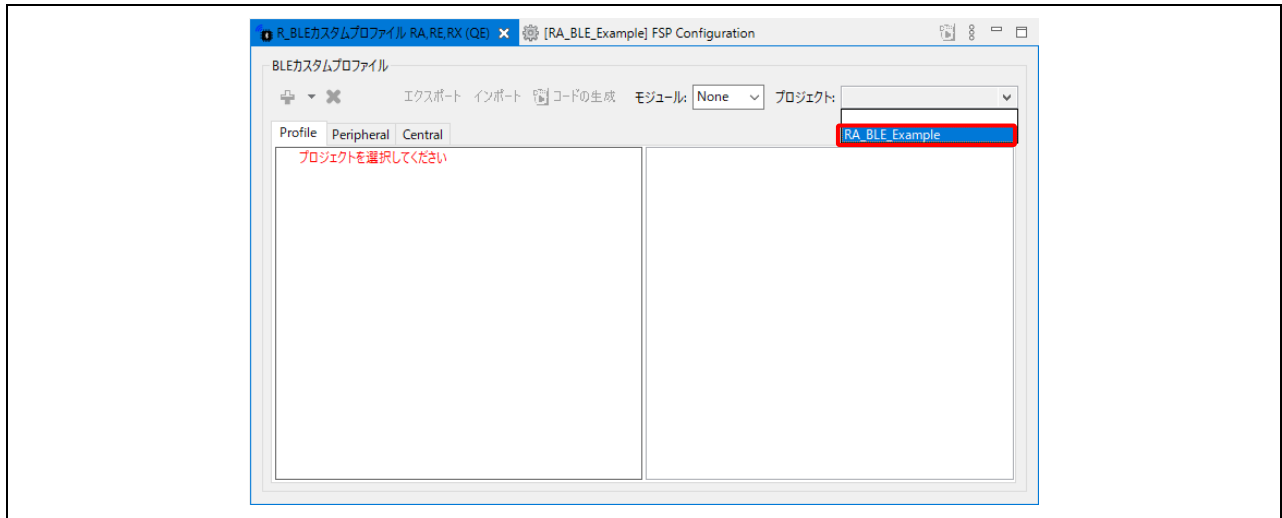 R_BLEカスタムプロファイル RA,RE,RX (QE) [RA_BLE_Example] FSP Configuration
BLEカスタムプロファイル
エクスポート インポート コードの生成 モジュール: None プロジェクト:
Profile Peripheral Central RA_BLE_Example
プロジェクトを選択してください